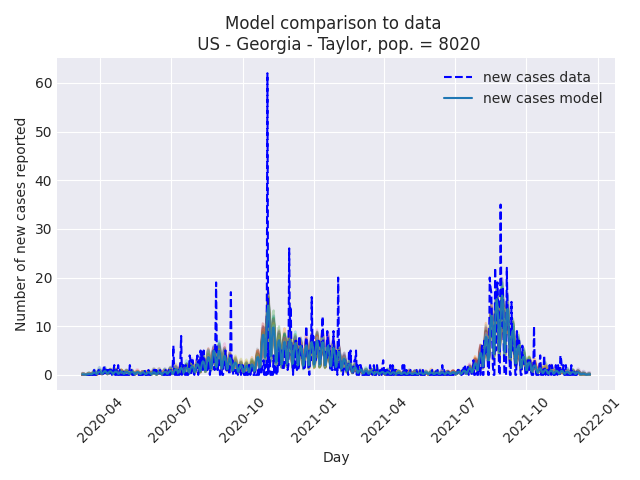 Model comparison to data
US - Georgia - Taylor, pop. = 8020
new cases data
new cases model
Number of new cases reported
60
50
40
30
20
10
0
2020-04
2020-07
2020-10
2021-01
2021-04
2021-07
2021-10
2022-01
Day